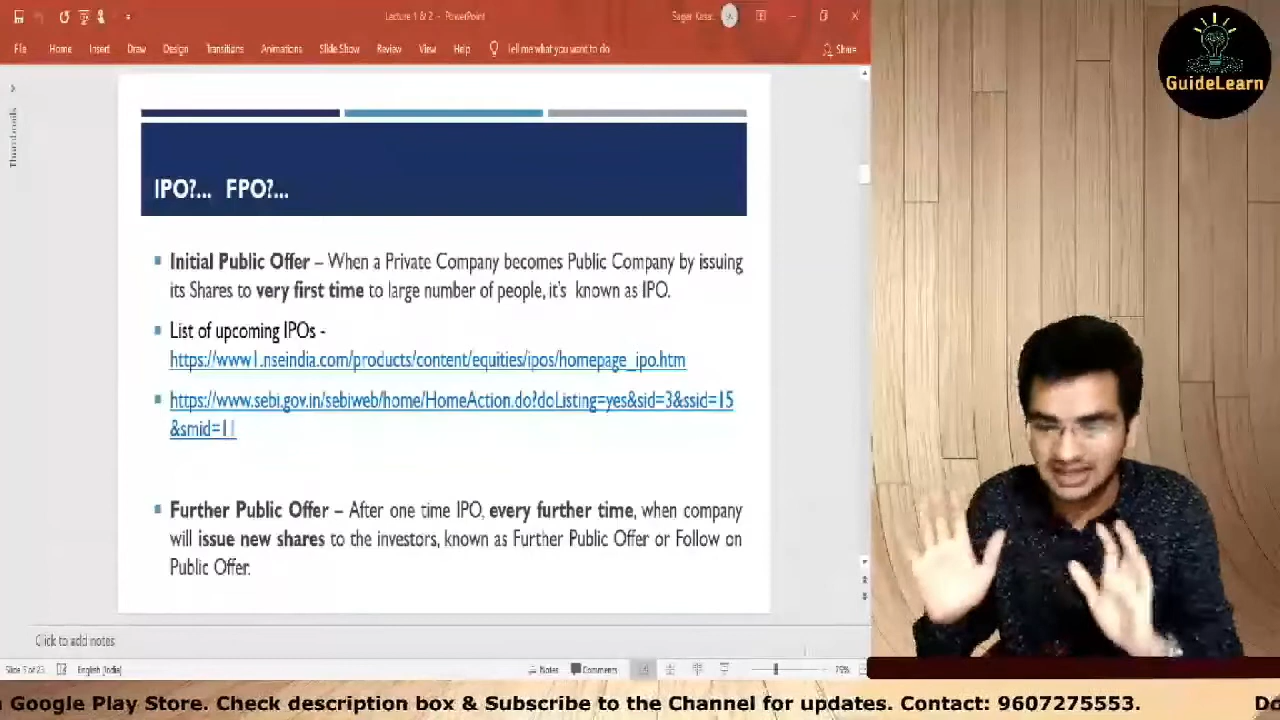 Lecture 1 & 2 - PowerPoint
File Home Insert Draw Design Transitions Animations Slide Show Review View Help Tell me what you want to do Share
GuideLearn
IPO?... FPO?...
Initial Public Offer – When a Private Company becomes Public Company by issuing
its Shares to very first time to large number of people, it's known as IPO.
List of upcoming IPOs -
https://www1.nseindia.com/products/content/equities/ipos/homepage_ipo.htm
https://www.sebi.gov.in/sebiweb/home/HomeAction.do?doListing=yes&sid=3&ssid=15
&smid=11
Further Public Offer – After one time IPO, every further time, when company
will issue new shares to the investors, known as Further Public Offer or Follow on
Public Offer.
Click to add notes
Slide 5 of 23 English (India) Notes Comments 79%
Google Play Store. Check description box & Subscribe to the Channel for updates. Contact: 9607275553.